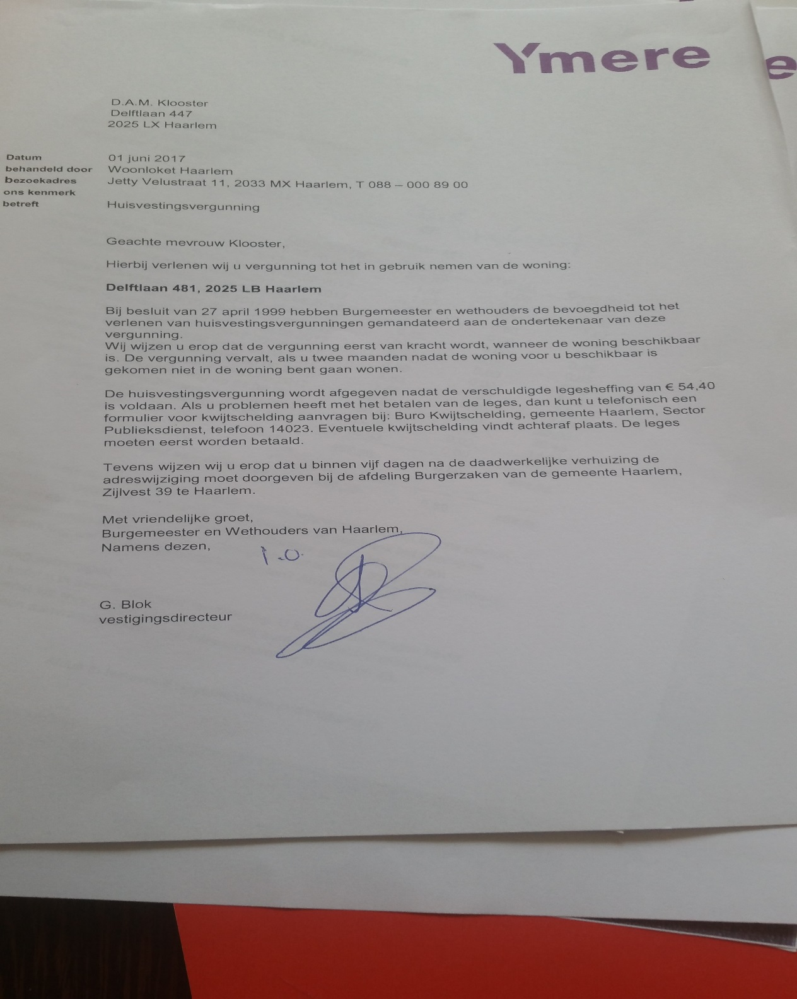 Ymere
e
D.A.M. Klooster
Delftlaan 447
2025 LX Haarlem
Datum 01 juni 2017
behandeld door Woonloket Haarlem
bezoekadres Jetty Velustraat 11, 2033 MX Haarlem, T 088 – 000 89 00
ons kenmerk
betreft Huisvestingsvergunning
Geachte mevrouw Klooster,
Hierbij verlenen wij u vergunning tot het in gebruik nemen van de woning:
Delftlaan 481, 2025 LB Haarlem
Bij besluit van 27 april 1999 hebben Burgemeester en wethouders de bevoegdheid tot het
verlenen van huisvestingsvergunningen gemandateerd aan de ondertekenaar van deze
vergunning.
Wij wijzen u erop dat de vergunning eerst van kracht wordt, wanneer de woning beschikbaar
is. De vergunning vervalt, als u twee maanden nadat de woning voor u beschikbaar is
gekomen niet in de woning bent gaan wonen.
De huisvestingsvergunning wordt afgegeven nadat de verschuldigde legesheffing van € 54,40
is voldaan. Als u problemen heeft met het betalen van de leges, dan kunt u telefonisch een
formulier voor kwijtschelding aanvragen bij: Buro Kwijtschelding, gemeente Haarlem, Sector
Publieksdienst, telefoon 14023. Eventuele kwijtschelding vindt achteraf plaats. De leges
moeten eerst worden betaald.
Tevens wijzen wij u erop dat u binnen vijf dagen na de daadwerkelijke verhuizing de
adreswijziging moet doorgeven bij de afdeling Burgerzaken van de gemeente Haarlem,
Zijlvest 39 te Haarlem.
Met vriendelijke groet,
Burgemeester en Wethouders van Haarlem,
Namens dezen,
i.o.
G. Blok
vestigingsdirecteur